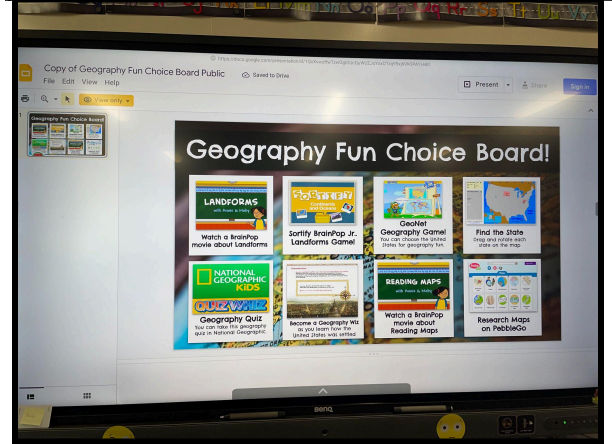 Copy of Geography Fun Choice Board Public
Saved to Drive
File Edit View Help
Present
Share
Sign in
View only
1
Geography Fun Choice Board!
Geography Fun Choice Board!
LANDFORMS
with Annie & Moby
Watch a BrainPop
movie about Landforms
SORTIFY
Continents
and Oceans
Sortify BrainPop Jr.
Landforms Game!
GeoNet
Geography Game!
You can choose the United
States for geography fun.
Find the State
Drag and rotate each
state on the map.
NATIONAL
GEOGRAPHIC
KiDS
QUIZ WHIZ
Geography Quiz
You can take this geography
quiz in National Geographic
Become a Geography Wiz
as you learn how the
United States was settled
READING MAPS
with Annie & Moby
Watch a BrainPop
movie about
Reading Maps
Research Maps
on PebbleGo
BenQ